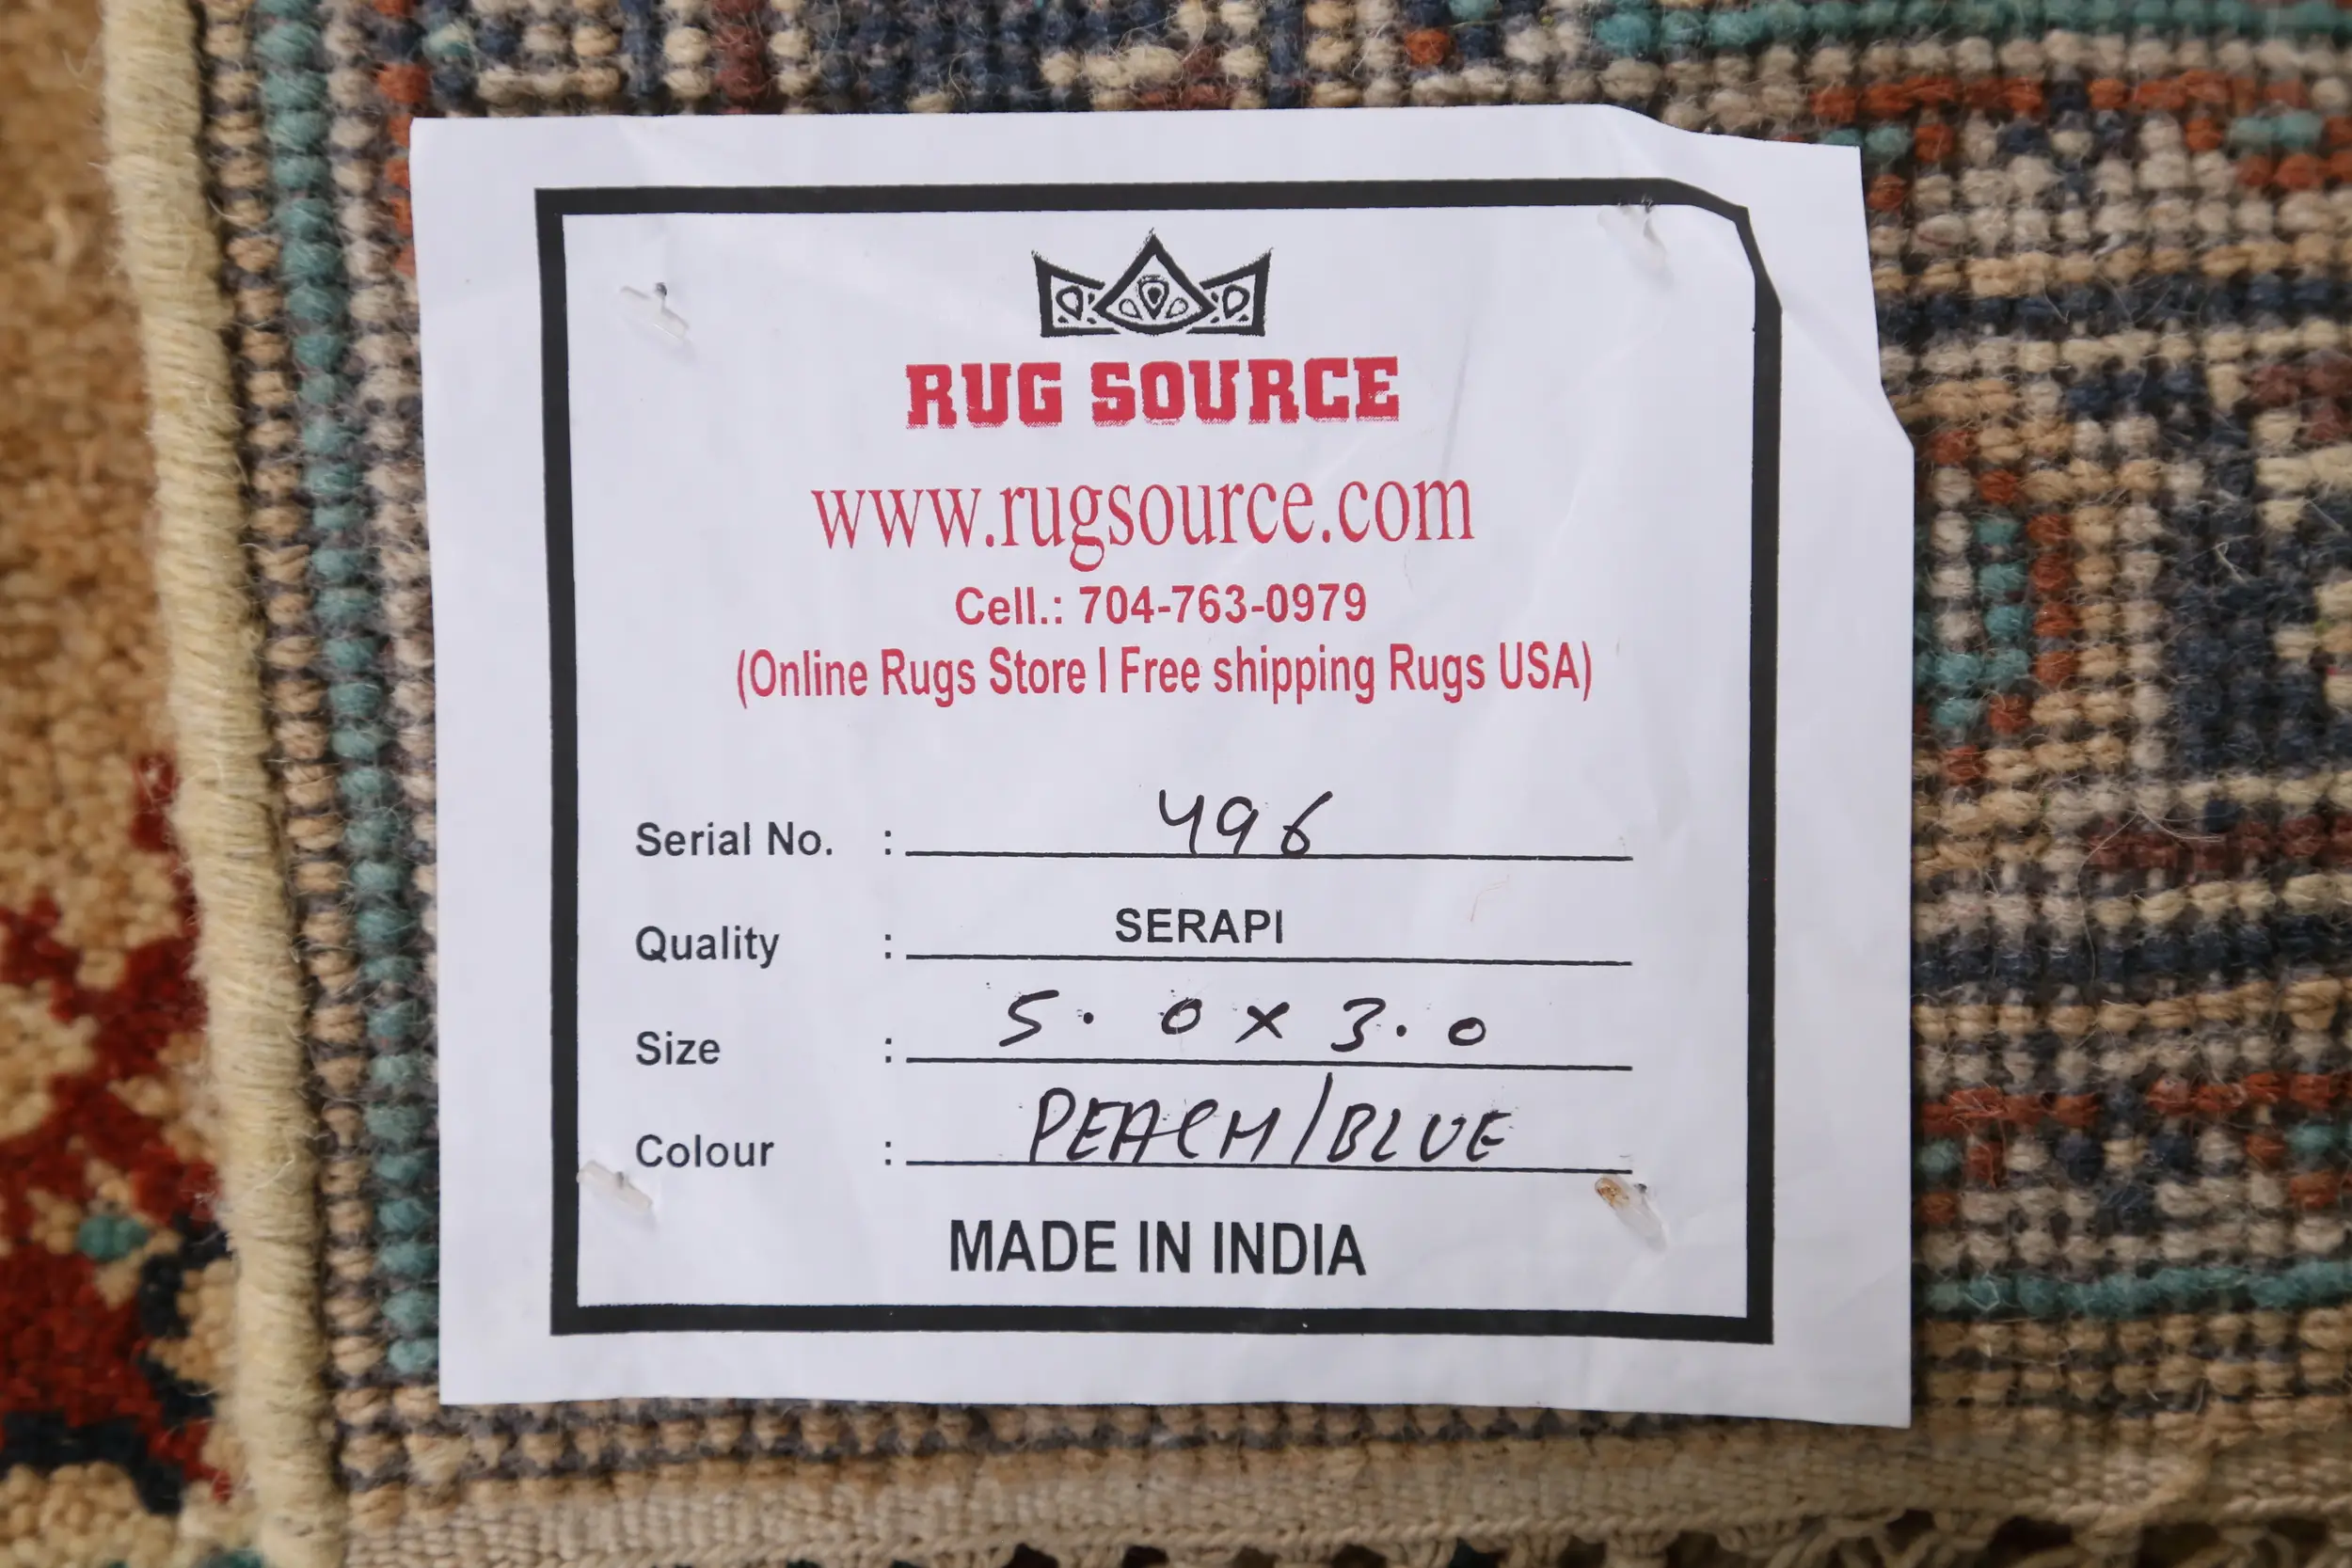 RUG SOURCE
www.rugsource.com
Cell.: 704-763-0979
(Online Rugs Store I Free shipping Rugs USA)
Serial No. : 496
Quality : SERAPI
Size : 5.0x3.0
Colour : PEACH/BLUE
MADE IN INDIA